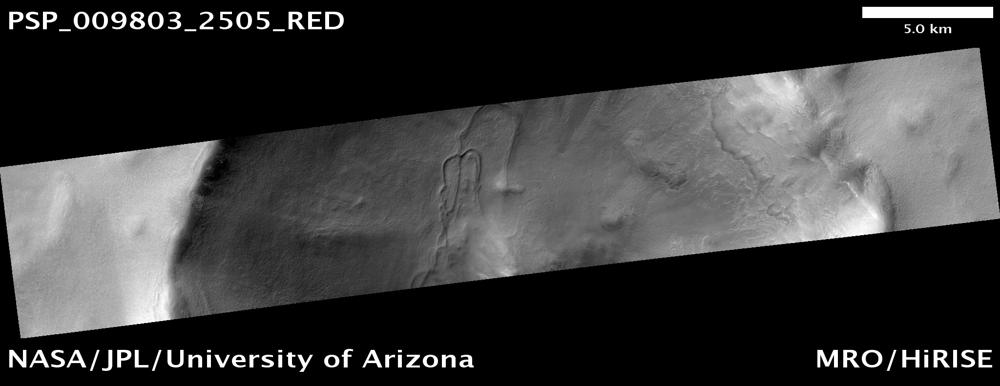 PSP_009803_2505_RED
5.0 km
NASA/JPL/University of Arizona
MRO/HiRISE